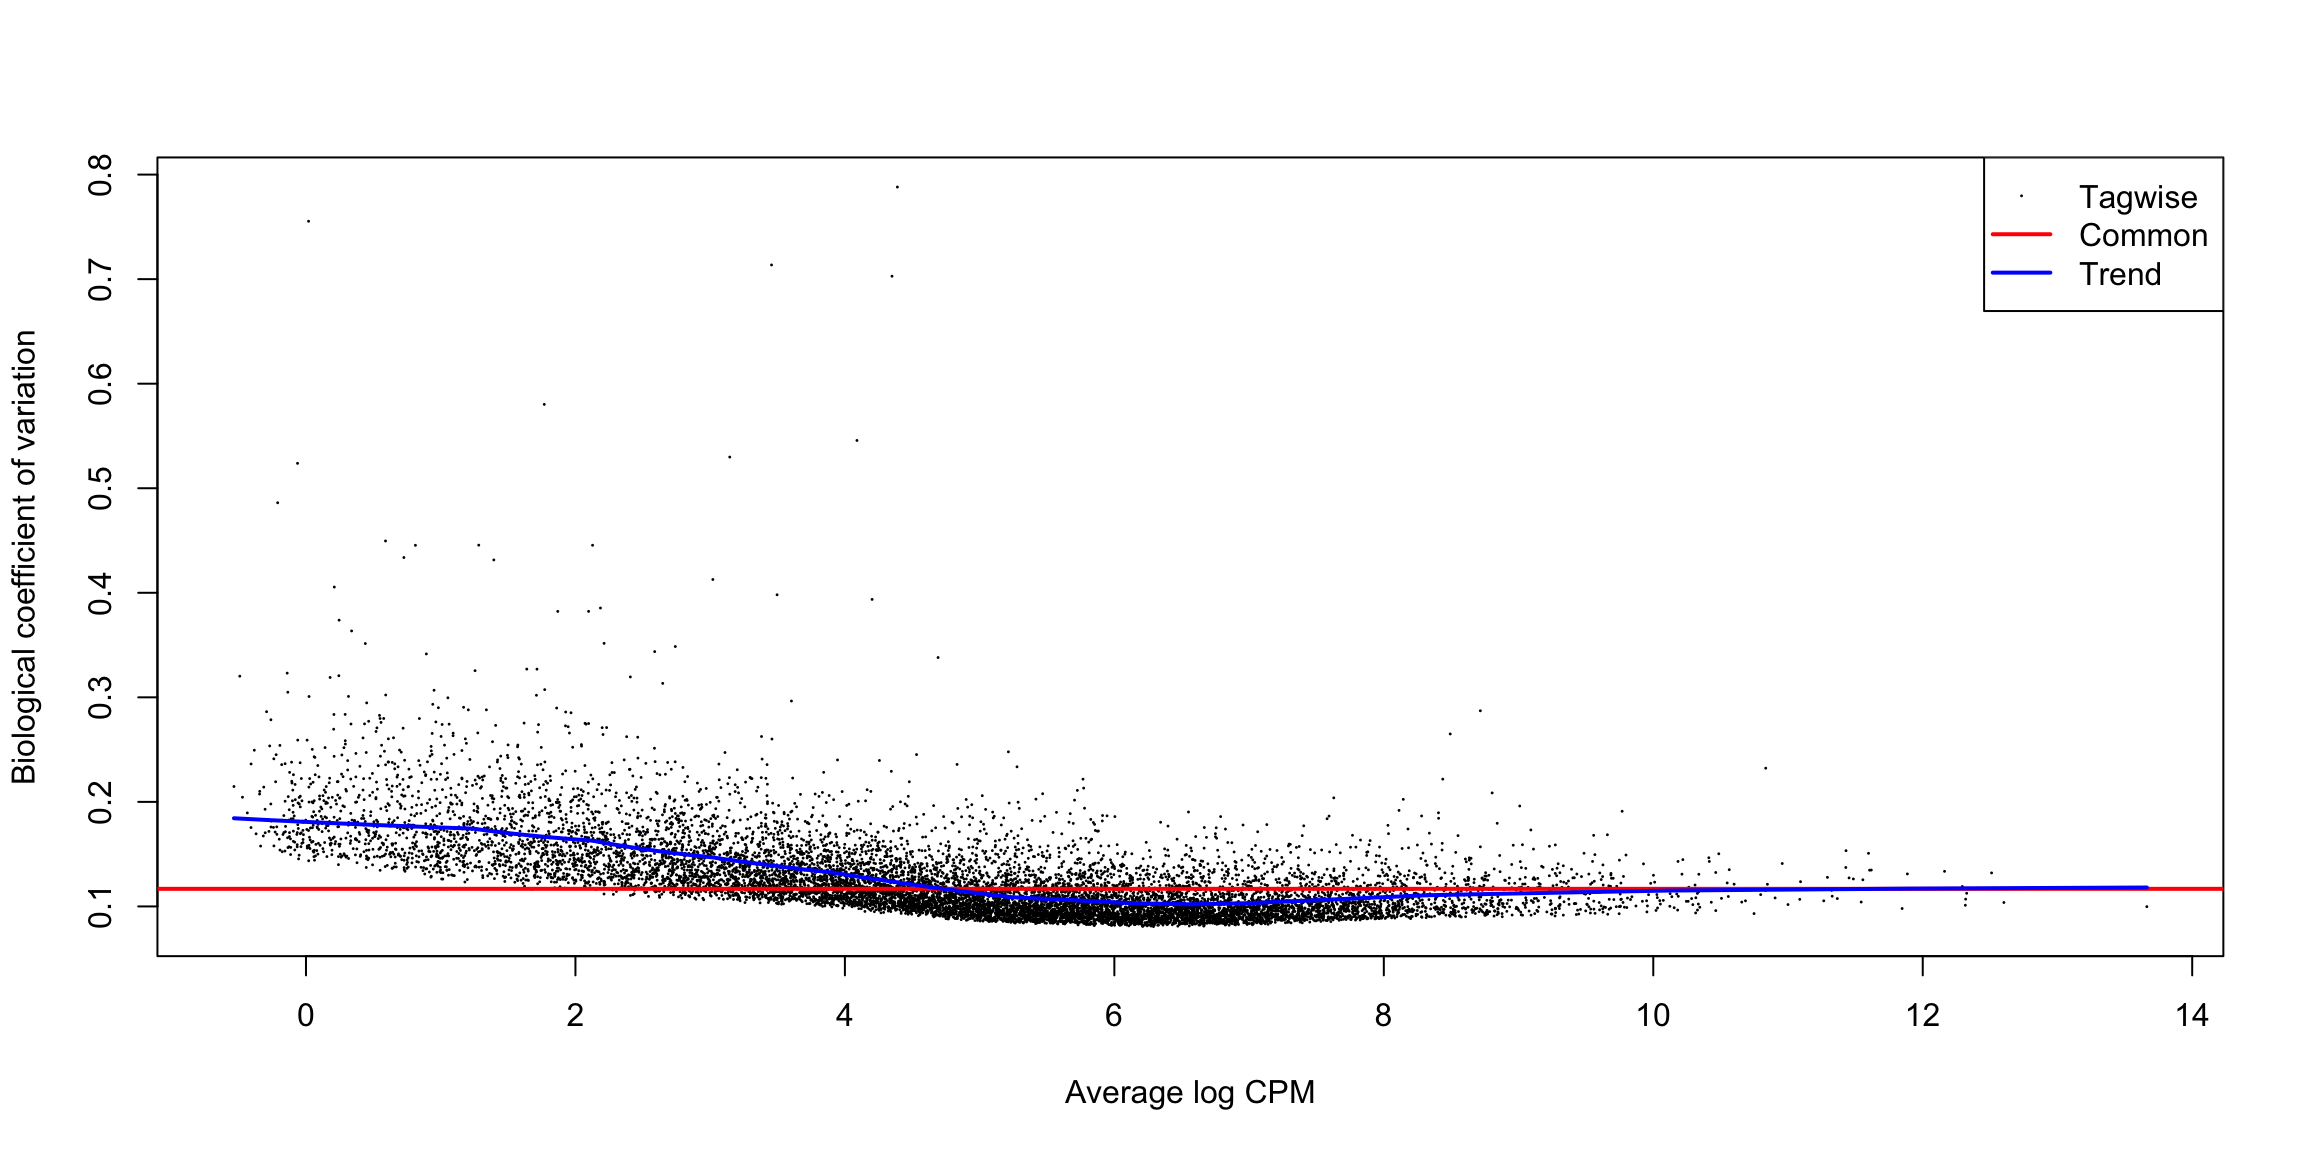 Tagwise
Common
Trend
Biological coefficient of variation
0.8
0.7
0.6
0.5
0.4
0.3
0.2
0.1
0 2 4 6 8 10 12 14
Average log CPM